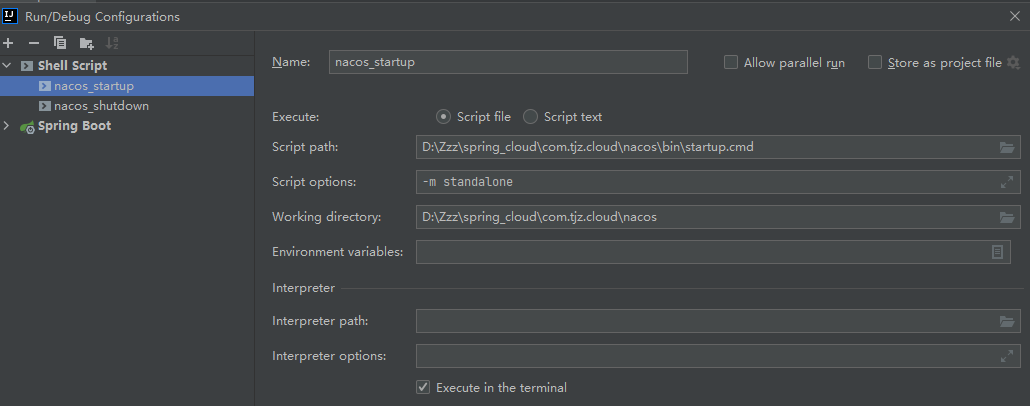 Run/Debug Configurations
Shell Script
nacos_startup
nacos_shutdown
Spring Boot
Name: nacos_startup
Allow parallel run
Store as project file
Execute: Script file Script text
Script path: D:\Zzz\spring_cloud\com.tjz.cloud\nacos\bin\startup.cmd
Script options: -m standalone
Working directory: D:\Zzz\spring_cloud\com.tjz.cloud\nacos
Environment variables:
Interpreter
Interpreter path:
Interpreter options:
Execute in the terminal